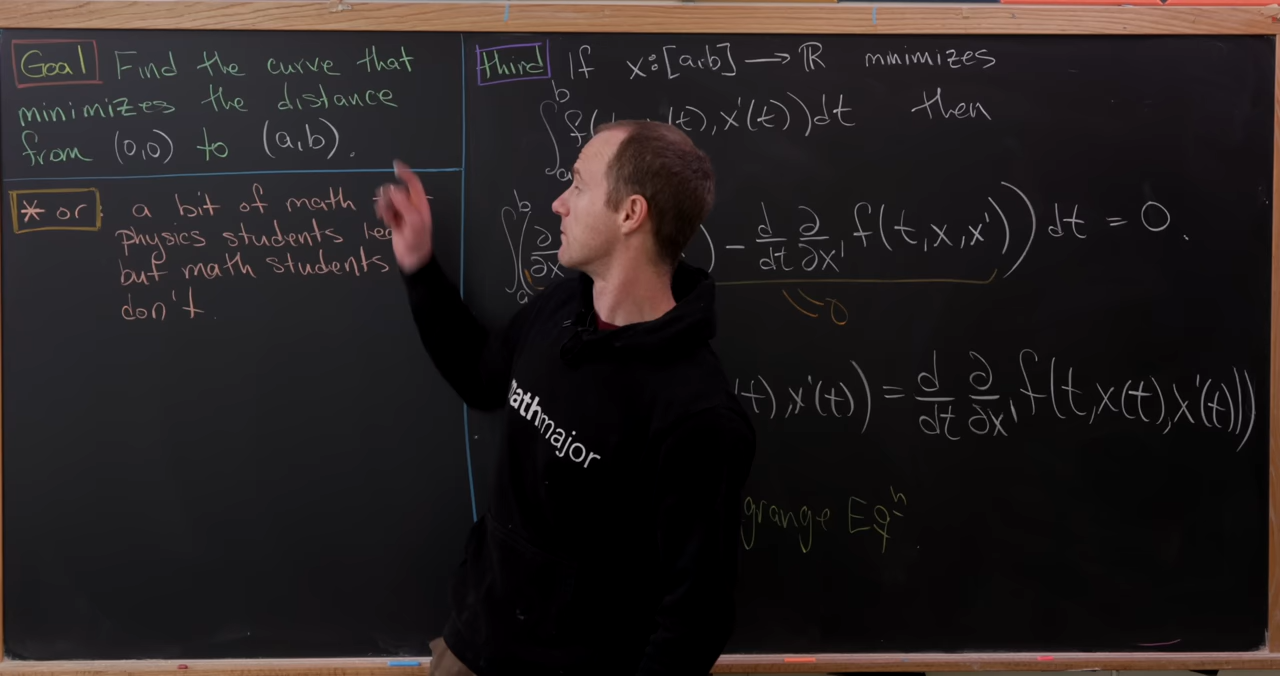 Goal Find the curve that
minimizes the distance
from (0,0) to (a,b).
* or: a bit of math
physics students
but math students
don't.
third If x:[a,b] → ℝ minimizes
∫_a^b f(t, x(t), x'(t)) dt then
∫_a^b ( ∂/∂x ) − d/dt ∂/∂x' f(t, x, x') ) dt = 0.
= 0
(t), x'(t)) = d/dt ∂/∂x' f(t, x(t), x'(t))
grange Eqⁿ.
mathmajor